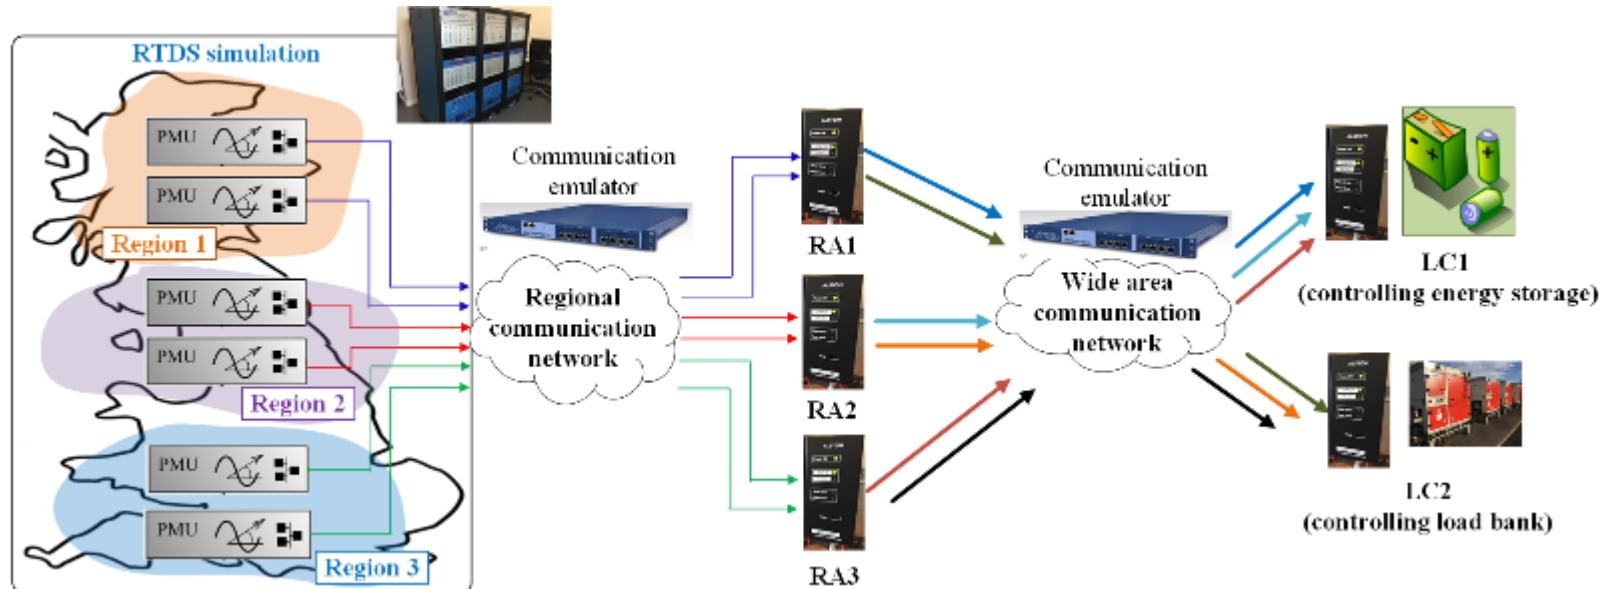 RTDS simulation
PMU
PMU
Region 1
PMU
PMU
Region 2
PMU
PMU
Region 3
Communication
emulator
Regional
communication
network
RA1
RA2
RA3
Communication
emulator
Wide area
communication
network
LC1
(controlling energy storage)
LC2
(controlling load bank)